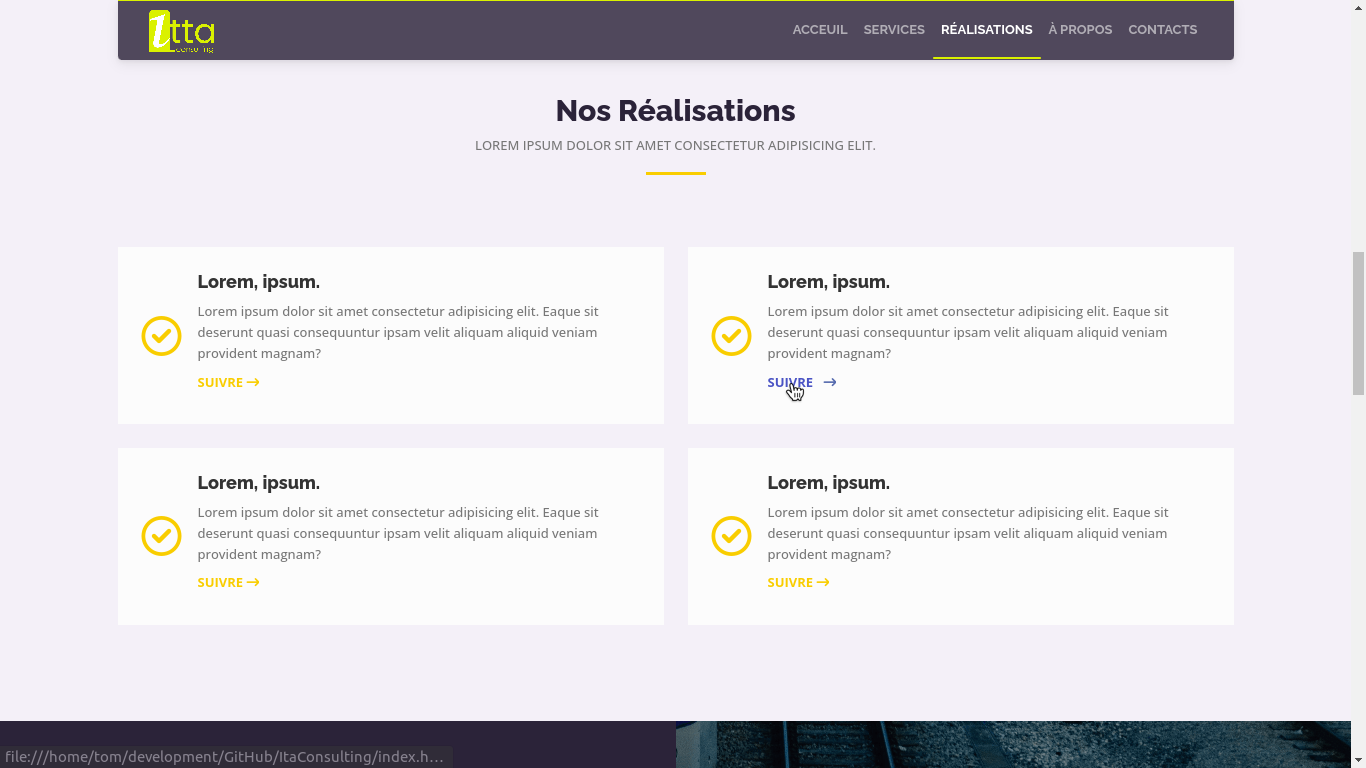 Itta
consulting
ACCEUIL SERVICES RÉALISATIONS À PROPOS CONTACTS
Nos Réalisations
LOREM IPSUM DOLOR SIT AMET CONSECTETUR ADIPISICING ELIT.
Lorem, ipsum.
Lorem ipsum dolor sit amet consectetur adipisicing elit. Eaque sit
deserunt quasi consequuntur ipsam velit aliquam aliquid veniam
provident magnam?
SUIVRE →
Lorem, ipsum.
Lorem ipsum dolor sit amet consectetur adipisicing elit. Eaque sit
deserunt quasi consequuntur ipsam velit aliquam aliquid veniam
provident magnam?
SUIVRE →
Lorem, ipsum.
Lorem ipsum dolor sit amet consectetur adipisicing elit. Eaque sit
deserunt quasi consequuntur ipsam velit aliquam aliquid veniam
provident magnam?
SUIVRE →
Lorem, ipsum.
Lorem ipsum dolor sit amet consectetur adipisicing elit. Eaque sit
deserunt quasi consequuntur ipsam velit aliquam aliquid veniam
provident magnam?
SUIVRE →
file:///home/tom/development/GitHub/ItaConsulting/index.h…